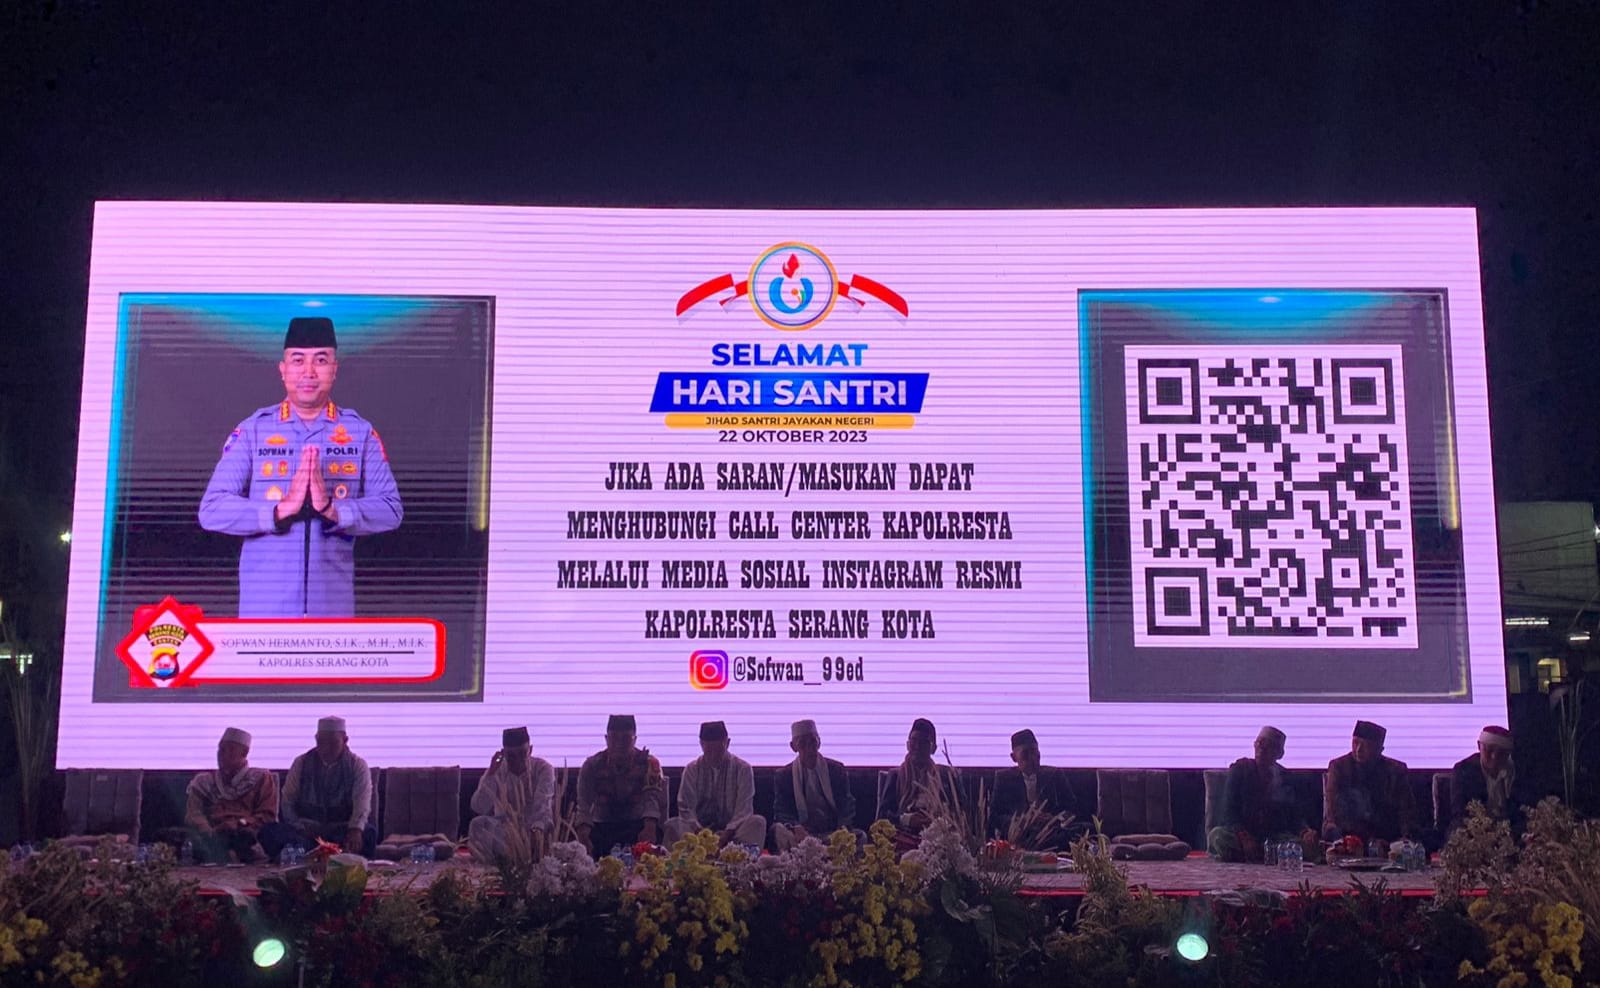 SELAMAT
HARI SANTRI
JIHAD SANTRI JAYAKAN NEGERI
22 OKTOBER 2023
JIKA ADA SARAN/MASUKAN DAPAT
MENGHUBUNGI CALL CENTER KAPOLRESTA
MELALUI MEDIA SOSIAL INSTAGRAM RESMI
KAPOLRESTA SERANG KOTA
@Sofwan_99ed
SOFWAN H
POLRI
SOFWAN HERMANTO, S.I.K., M.H., M.I.K.
KAPOLRES SERANG KOTA